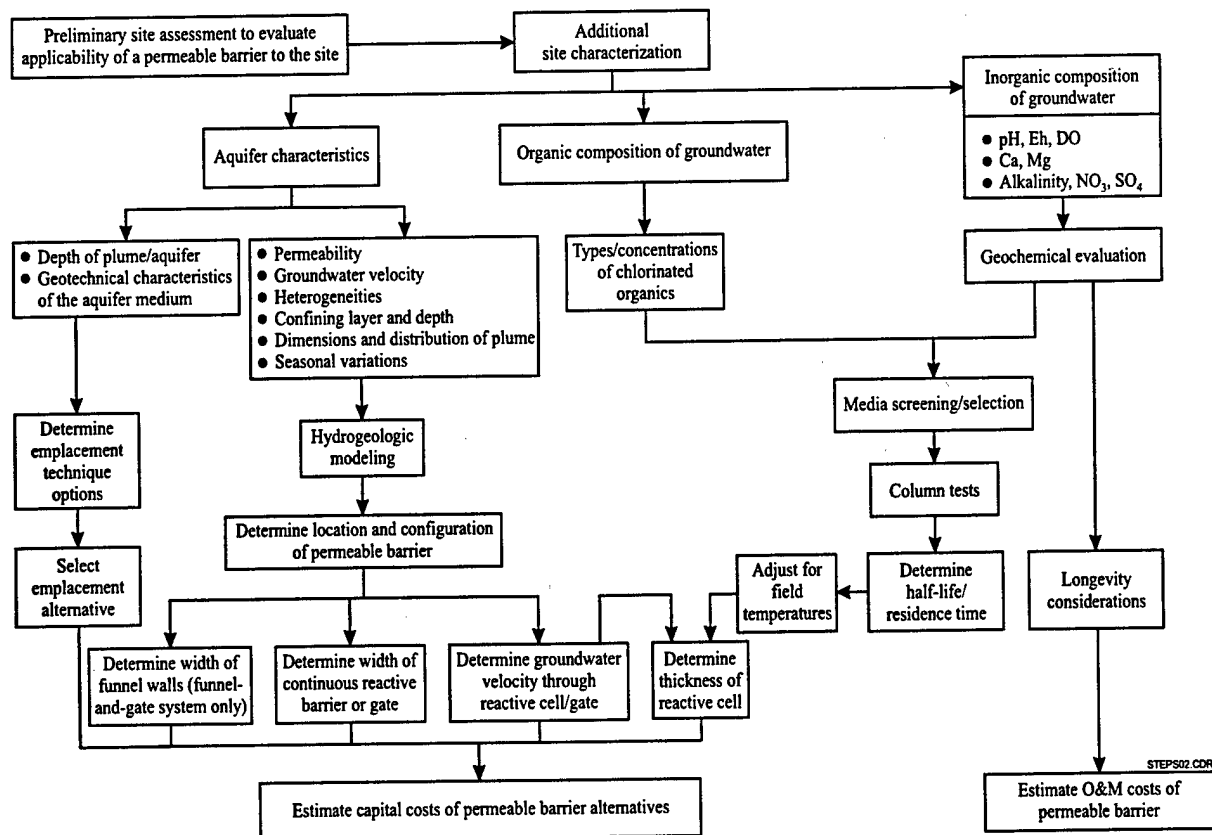 Preliminary site assessment to evaluate
applicability of a permeable barrier to the site
Additional
site characterization
Inorganic composition
of groundwater
● pH, Eh, DO
● Ca, Mg
● Alkalinity, NO₃, SO₄
Aquifer characteristics
Organic composition of groundwater
● Depth of plume/aquifer
● Geotechnical characteristics
of the aquifer medium
● Permeability
● Groundwater velocity
● Heterogeneities
● Confining layer and depth
● Dimensions and distribution of plume
● Seasonal variations
Types/concentrations
of chlorinated
organics
Geochemical evaluation
Media screening/selection
Determine
emplacement
technique
options
Hydrogeologic
modeling
Column tests
Determine location and configuration
of permeable barrier
Select
emplacement
alternative
Adjust for
field
temperatures
Determine
half-life/
residence time
Longevity
considerations
Determine width of
funnel walls (funnel-
and-gate system only)
Determine width of
continuous reactive
barrier or gate
Determine groundwater
velocity through
reactive cell/gate
Determine
thickness of
reactive cell
STEPS02.CDR
Estimate capital costs of permeable barrier alternatives
Estimate O&M costs of
permeable barrier